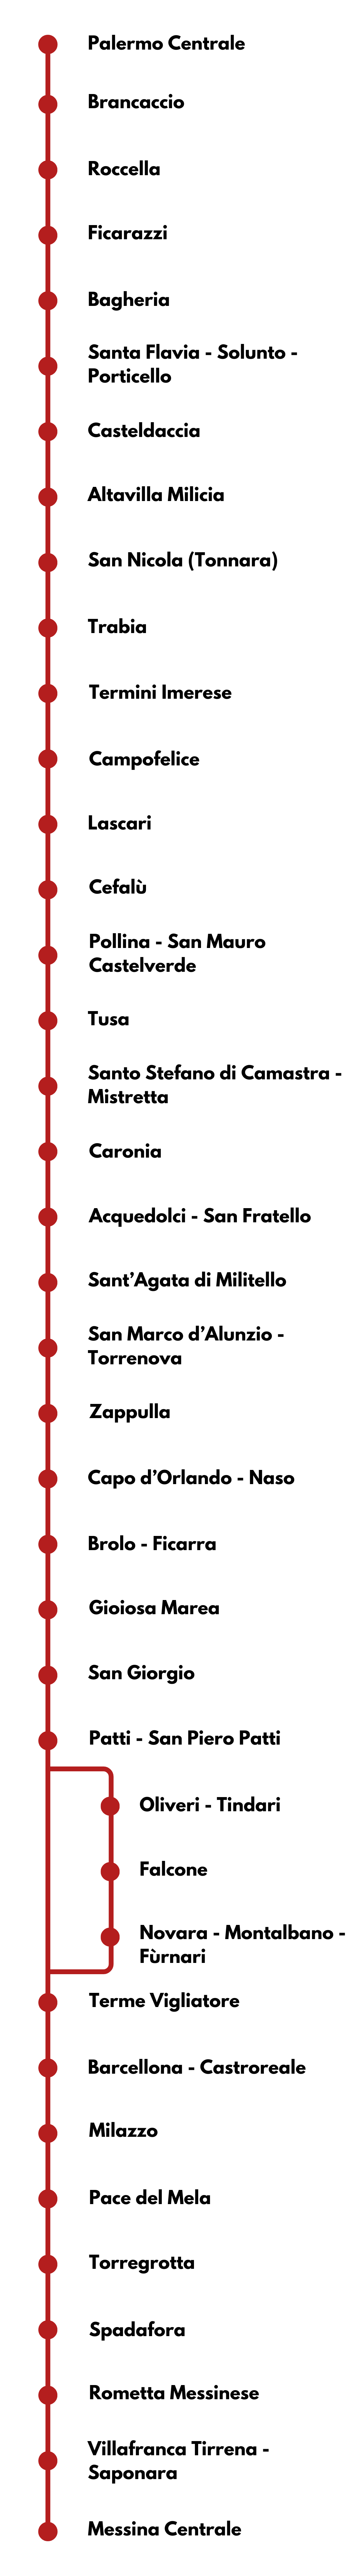 Palermo Centrale
Brancaccio
Roccella
Ficarazzi
Bagheria
Santa Flavia - Solunto -
Porticello
Casteldaccia
Altavilla Milicia
San Nicola (Tonnara)
Trabia
Termini Imerese
Campofelice
Lascari
Cefalù
Pollina - San Mauro
Castelverde
Tusa
Santo Stefano di Camastra -
Mistretta
Caronia
Acquedolci - San Fratello
Sant’Agata di Militello
San Marco d’Alunzio -
Torrenova
Zappulla
Capo d’Orlando - Naso
Brolo - Ficarra
Gioiosa Marea
San Giorgio
Patti - San Piero Patti
Oliveri - Tindari
Falcone
Novara - Montalbano -
Fùrnari
Terme Vigliatore
Barcellona - Castroreale
Milazzo
Pace del Mela
Torregrotta
Spadafora
Rometta Messinese
Villafranca Tirrena -
Saponara
Messina Centrale